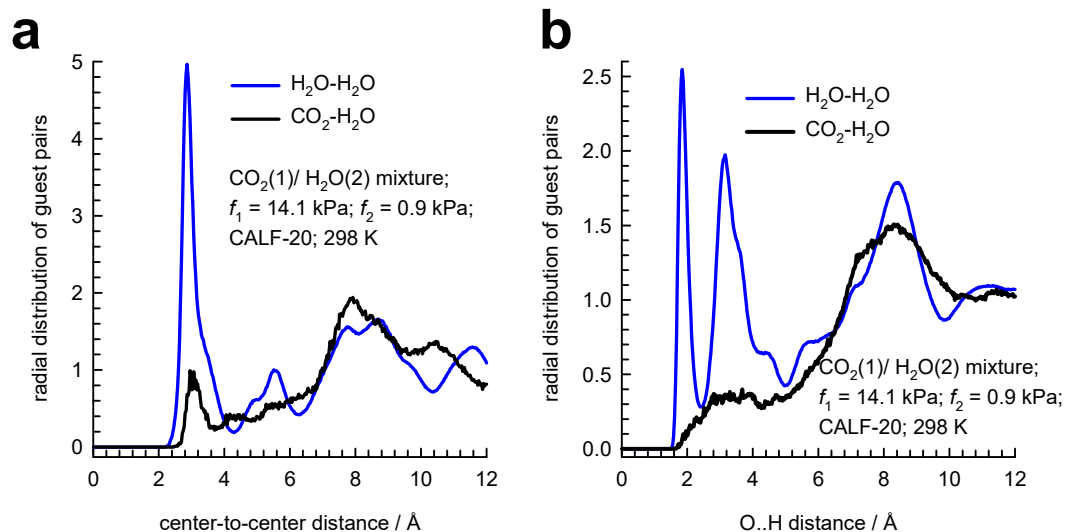 a
radial distribution of guest pairs
5
4
3
2
1
0
H₂O-H₂O
CO₂-H₂O
CO₂(1)/ H₂O(2) mixture;
f₁ = 14.1 kPa; f₂ = 0.9 kPa;
CALF-20; 298 K
0 2 4 6 8 10 12
center-to-center distance / Å
b
radial distribution of guest pairs
2.5
2.0
1.5
1.0
0.5
0.0
H₂O-H₂O
CO₂-H₂O
CO₂(1)/ H₂O(2) mixture;
f₁ = 14.1 kPa; f₂ = 0.9 kPa;
CALF-20; 298 K
0 2 4 6 8 10 12
O..H distance / Å